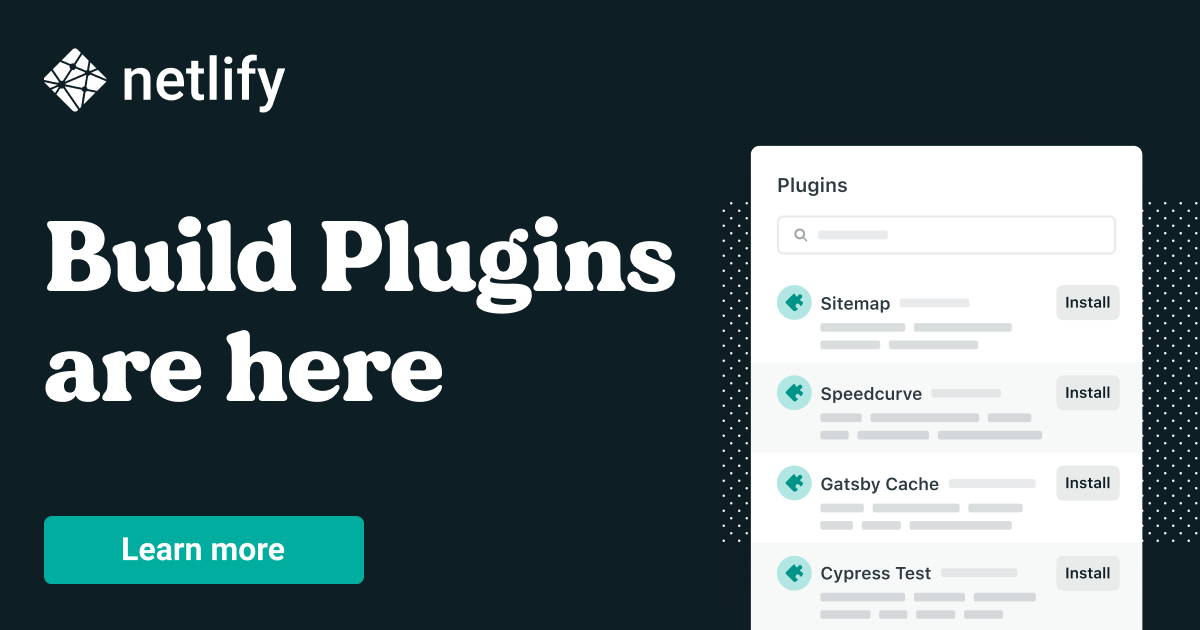 netlify
Build Plugins
are here
Learn more
Plugins
Sitemap
Install
Speedcurve
Install
Gatsby Cache
Install
Cypress Test
Install